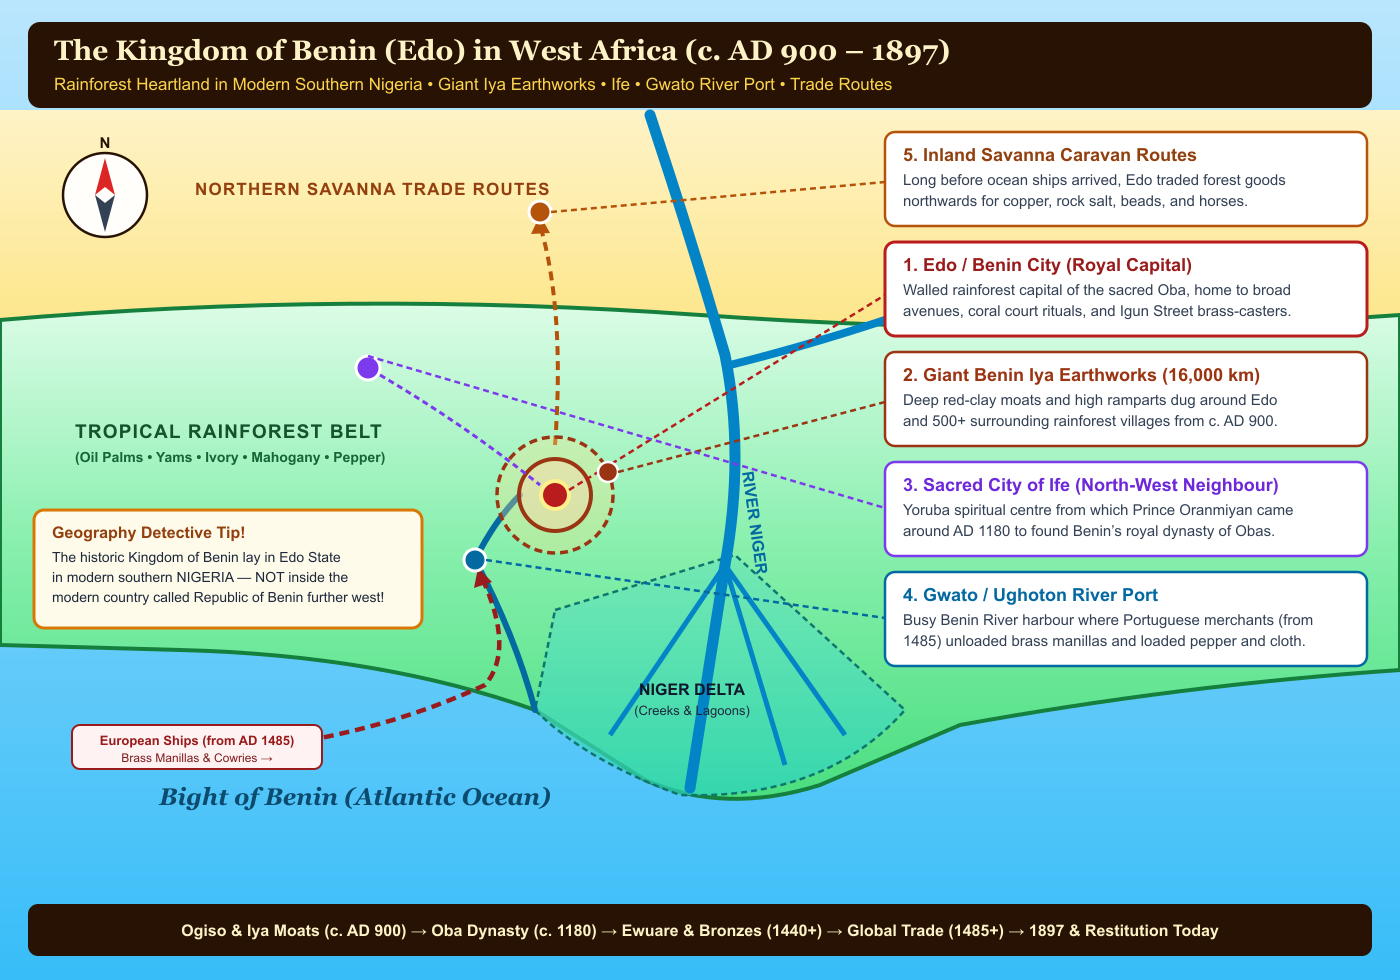 The Kingdom of Benin (Edo) in West Africa (c. AD 900 – 1897)
Rainforest Heartland in Modern Southern Nigeria • Giant Iya Earthworks • Ife • Gwato River Port • Trade Routes
N
NORTHERN SAVANNA TRADE ROUTES
5. Inland Savanna Caravan Routes
Long before ocean ships arrived, Edo traded forest goods
northwards for copper, rock salt, beads, and horses.
1. Edo / Benin City (Royal Capital)
Walled rainforest capital of the sacred Oba, home to broad
avenues, coral court rituals, and Igun Street brass-casters.
2. Giant Benin Iya Earthworks (16,000 km)
Deep red-clay moats and high ramparts dug around Edo
and 500+ surrounding rainforest villages from c. AD 900.
TROPICAL RAINFOREST BELT
(Oil Palms • Yams • Ivory • Mahogany • Pepper)
3. Sacred City of Ife (North-West Neighbour)
Yoruba spiritual centre from which Prince Oranmiyan came
around AD 1180 to found Benin’s royal dynasty of Obas.
RIVER NIGER
Geography Detective Tip!
The historic Kingdom of Benin lay in Edo State
in modern southern NIGERIA — NOT inside the
modern country called Republic of Benin further west!
4. Gwato / Ughoton River Port
Busy Benin River harbour where Portuguese merchants (from
1485) unloaded brass manillas and loaded pepper and cloth.
NIGER DELTA
(Creeks & Lagoons)
European Ships (from AD 1485)
Brass Manillas & Cowries →
Bight of Benin (Atlantic Ocean)
Ogiso & Iya Moats (c. AD 900) → Oba Dynasty (c. 1180) → Ewuare & Bronzes (1440+) → Global Trade (1485+) → 1897 & Restitution Today